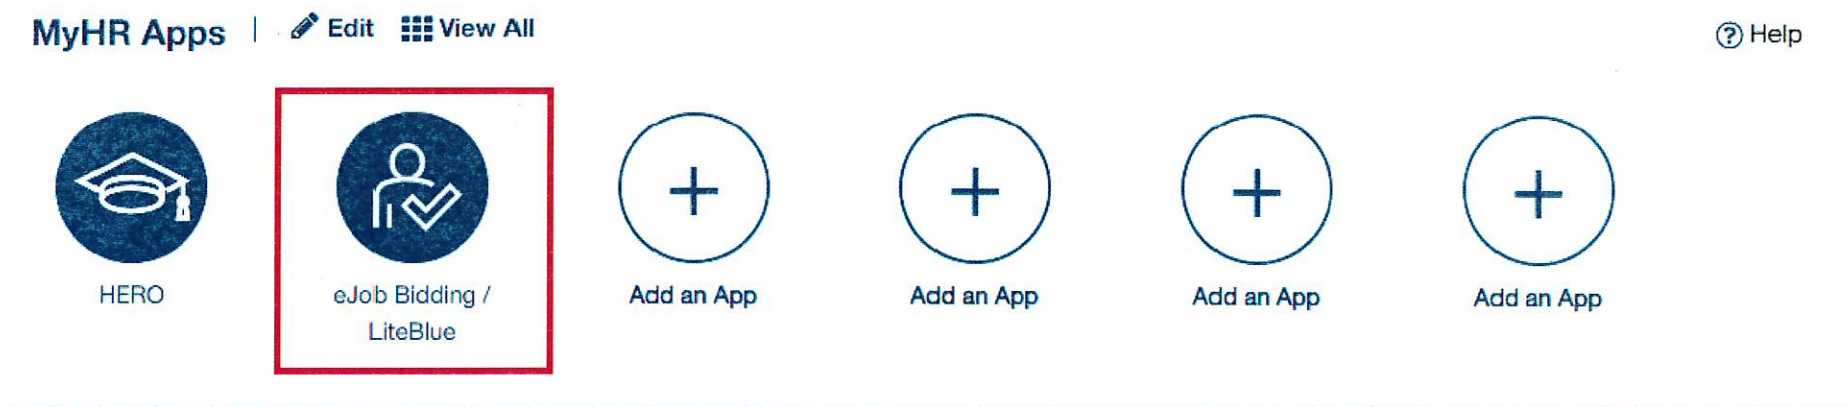 MyHR Apps | Edit View All
? Help
HERO
eJob Bidding /
LiteBlue
Add an App
Add an App
Add an App
Add an App